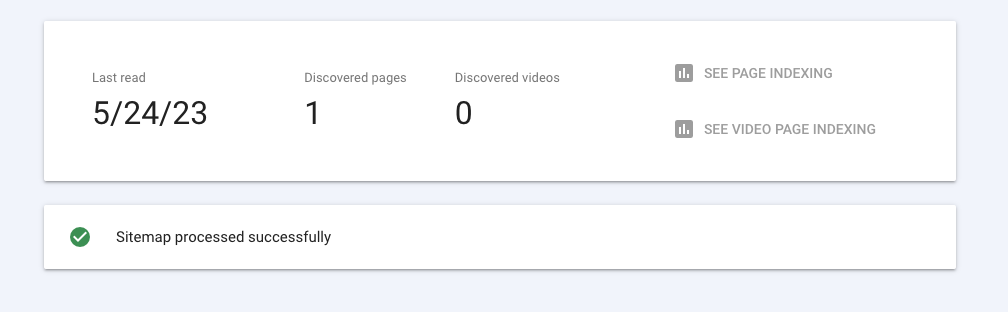 Last read
5/24/23
Discovered pages
1
Discovered videos
0
SEE PAGE INDEXING
SEE VIDEO PAGE INDEXING
Sitemap processed successfully